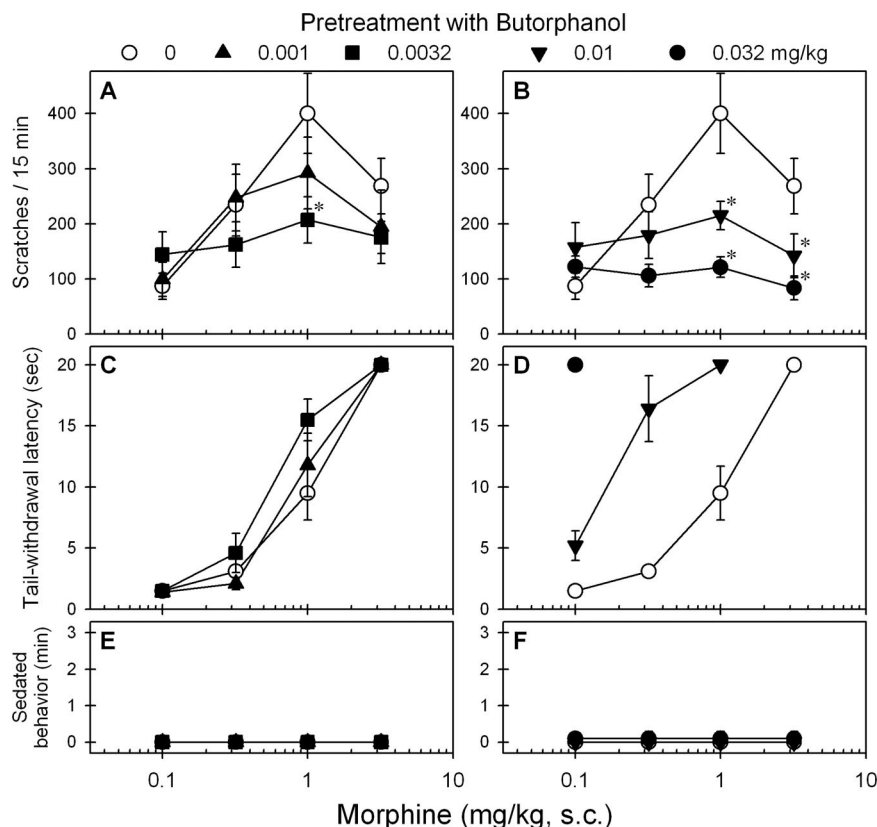 Pretreatment with Butorphanol
0 0.001 0.0032 0.01 0.032 mg/kg
A B
Scratches / 15 min
400 400
300 300
200 200
100 100
0 0
* * * * *
C D
Tail-withdrawal latency (sec)
20 20
15 15
10 10
5 5
0 0
E F
Sedated
behavior (min)
3 3
2 2
1 1
0 0
0.1 1 10 0.1 1 10
Morphine (mg/kg, s.c.)